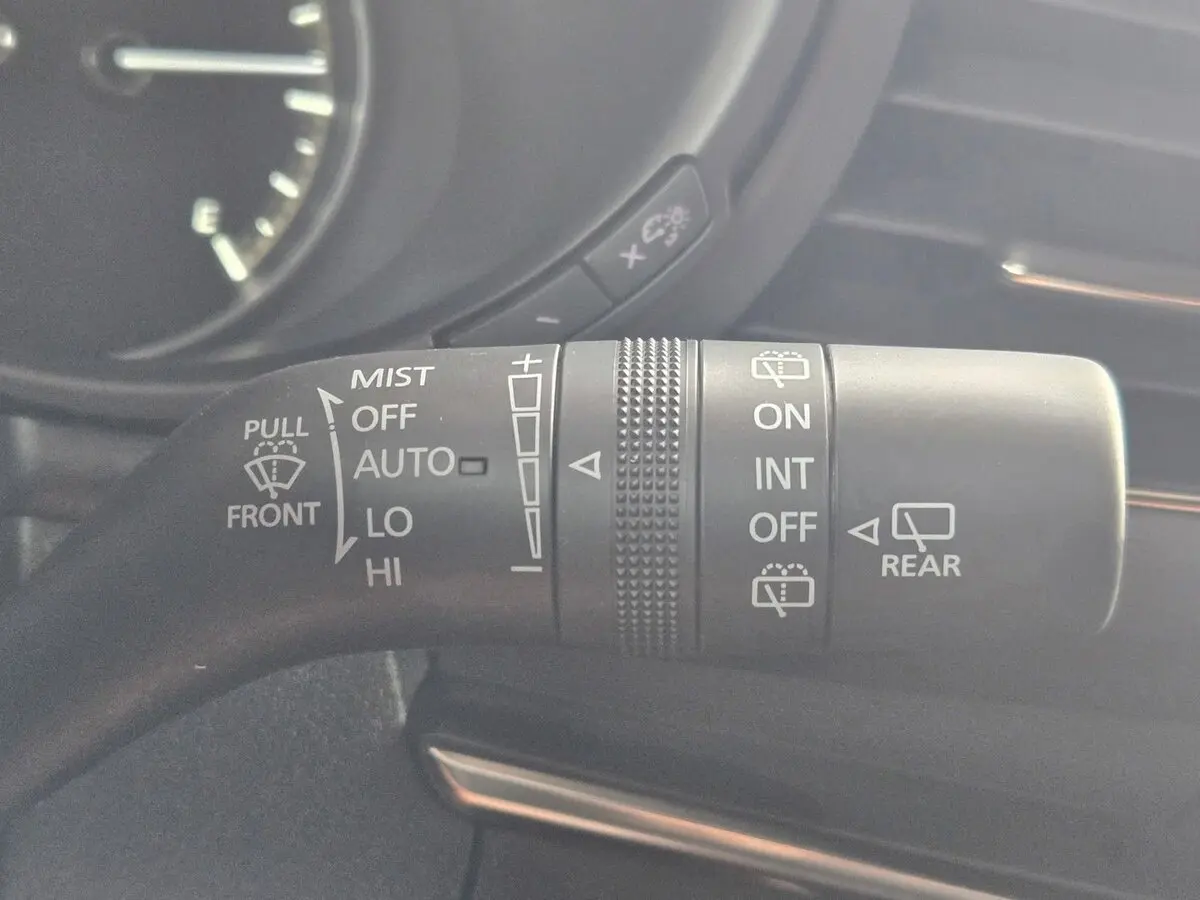 E
+
-
MIST
OFF
AUTO
LO
HI
PULL
FRONT
+
-
ON
INT
OFF
REAR